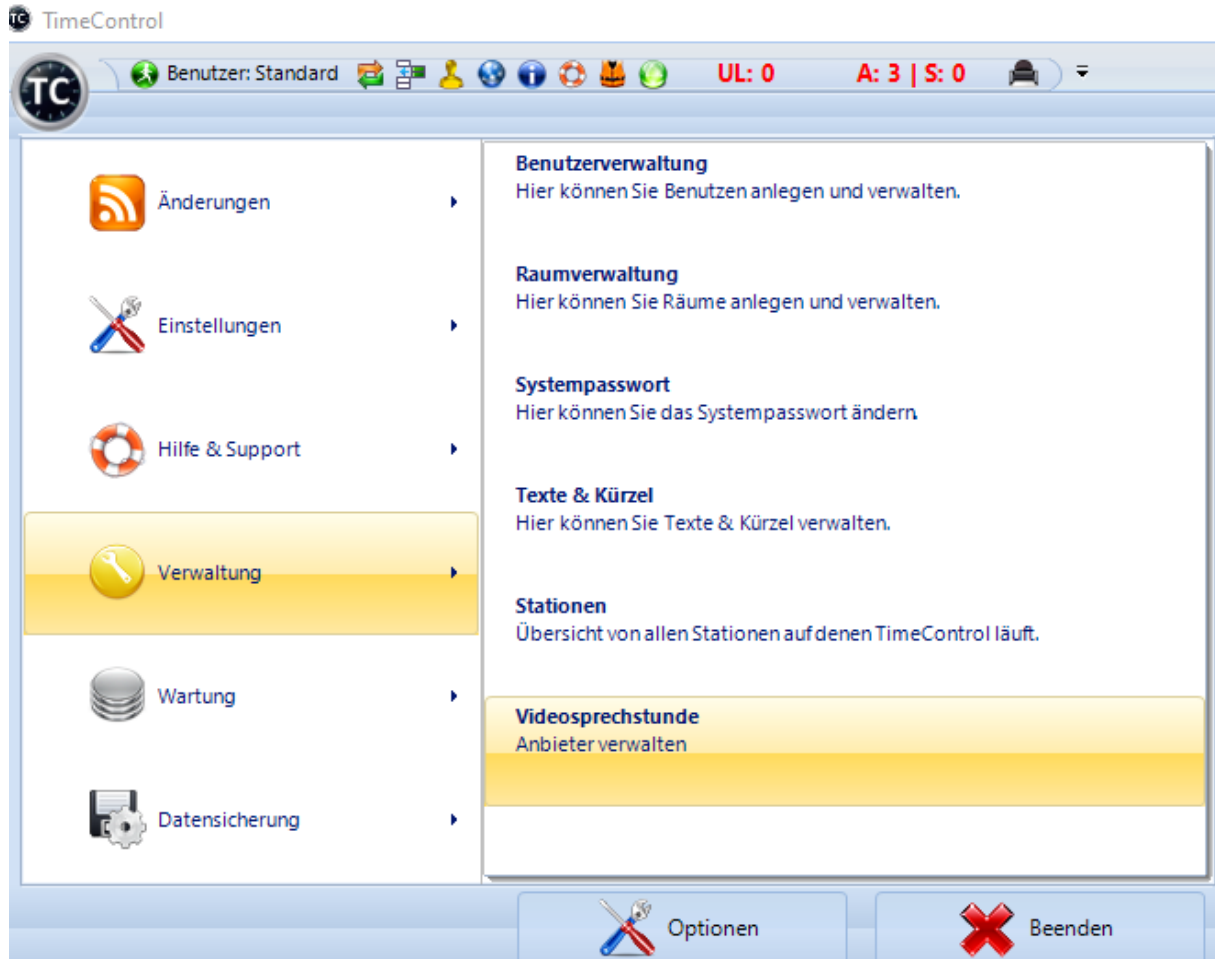 TC TimeControl
TC
Benutzer: Standard UL: 0 A: 3 | S: 0
Änderungen
Einstellungen
Hilfe & Support
Verwaltung
Wartung
Datensicherung
Benutzerverwaltung
Hier können Sie Benutzen anlegen und verwalten.
Raumverwaltung
Hier können Sie Räume anlegen und verwalten.
Systempasswort
Hier können Sie das Systempasswort ändern.
Texte & Kürzel
Hier können Sie Texte & Kürzel verwalten.
Stationen
Übersicht von allen Stationen auf denen TimeControl läuft.
Videosprechstunde
Anbieter verwalten
Optionen
Beenden